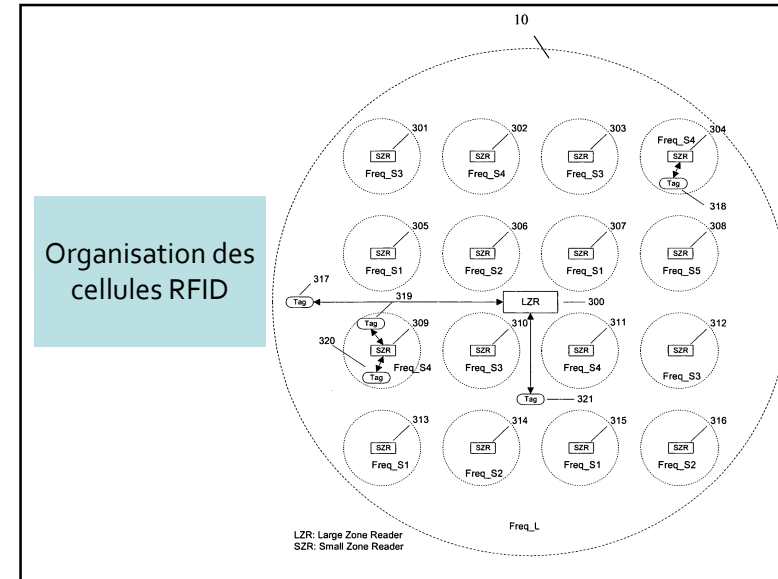 10
Organisation des
cellules RFID
301
302
303
304
Freq_S4
SZR
SZR
SZR
SZR
Freq_S3
Freq_S4
Freq_S3
Tag
318
305
306
307
308
SZR
SZR
SZR
SZR
Freq_S1
Freq_S2
Freq_S1
Freq_S5
317
319
Tag
LZR
300
Tag
309
310
311
312
320
SZR
SZR
SZR
SZR
Freq_S4
Freq_S3
Freq_S4
Freq_S3
Tag
Tag
321
313
314
315
316
SZR
SZR
SZR
SZR
Freq_S1
Freq_S2
Freq_S1
Freq_S2
Freq_L
LZR: Large Zone Reader
SZR: Small Zone Reader